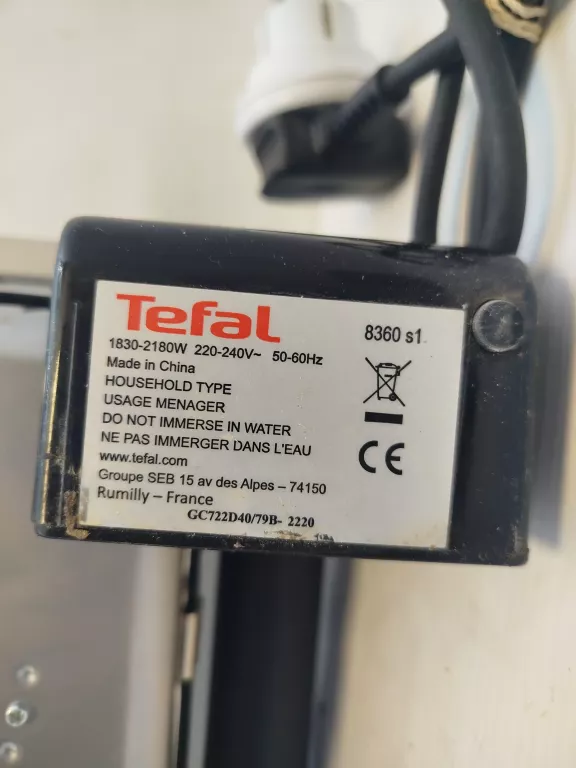 Tefal
8360 s1
1830-2180W 220-240V~ 50-60Hz
Made in China
HOUSEHOLD TYPE
USAGE MENAGER
DO NOT IMMERSE IN WATER
NE PAS IMMERGER DANS L'EAU
www.tefal.com
Groupe SEB 15 av des Alpes – 74150
Rumilly – France
GC722D40/79B- 2220
CE